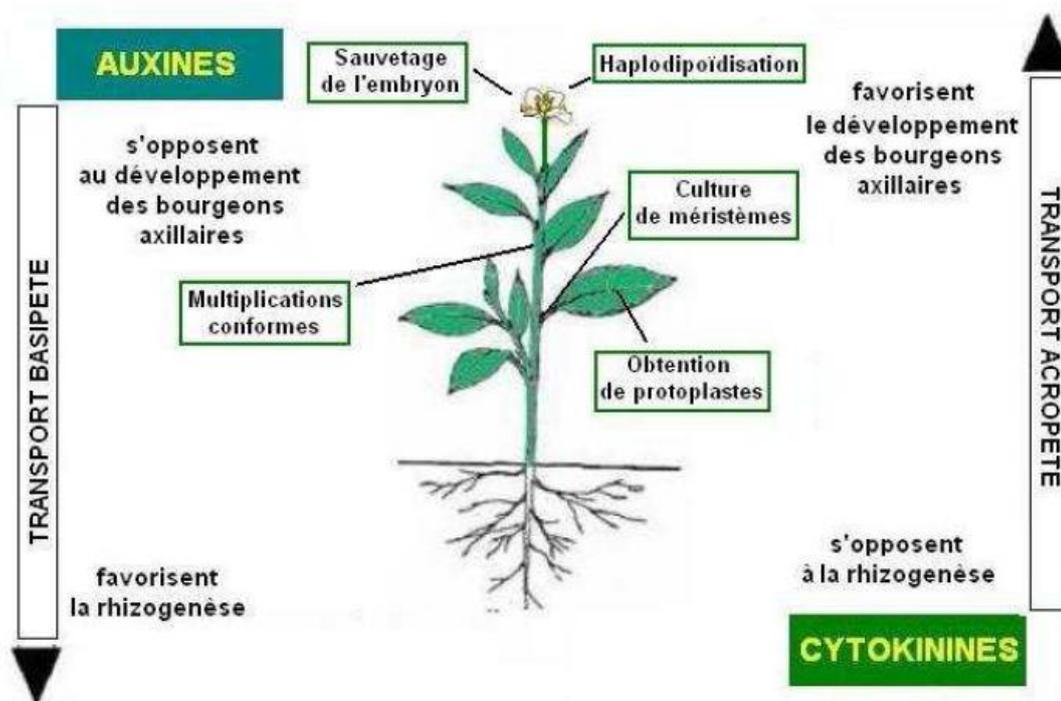 AUXINES
s'opposent
au développement
des bourgeons
axillaires
TRANSPORT BASIPETE
favorisent
la rhizogenèse
Sauvetage
de l'embryon
Haplodipoïdisation
Culture
de méristèmes
Multiplications
conformes
Obtention
de protoplastes
favorisent
le développement
des bourgeons
axillaires
TRANSPORT ACROPETE
s'opposent
à la rhizogenèse
CYTOKININES